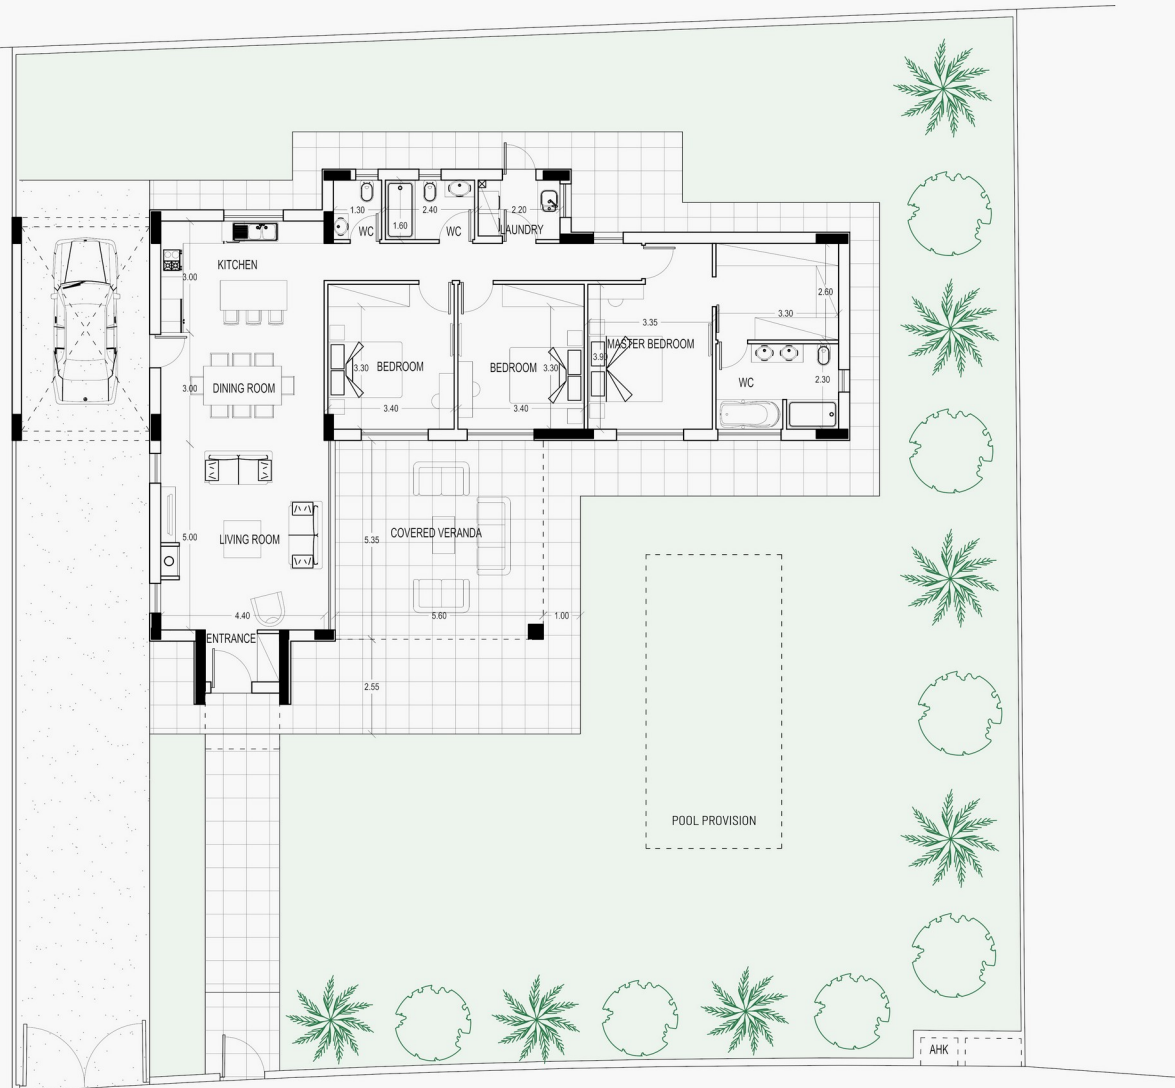 1.30
2.40
2.20
WC
1.60
WC
LAUNDRY
KITCHEN
3.00
2.60
3.30
3.35
MASTER BEDROOM
3.90
BEDROOM
3.30
BEDROOM
3.30
WC
2.30
3.00
DINING ROOM
3.40
3.40
5.00
LIVING ROOM
COVERED VERANDA
5.35
4.40
5.60
1.00
ENTRANCE
2.55
POOL PROVISION
AHK